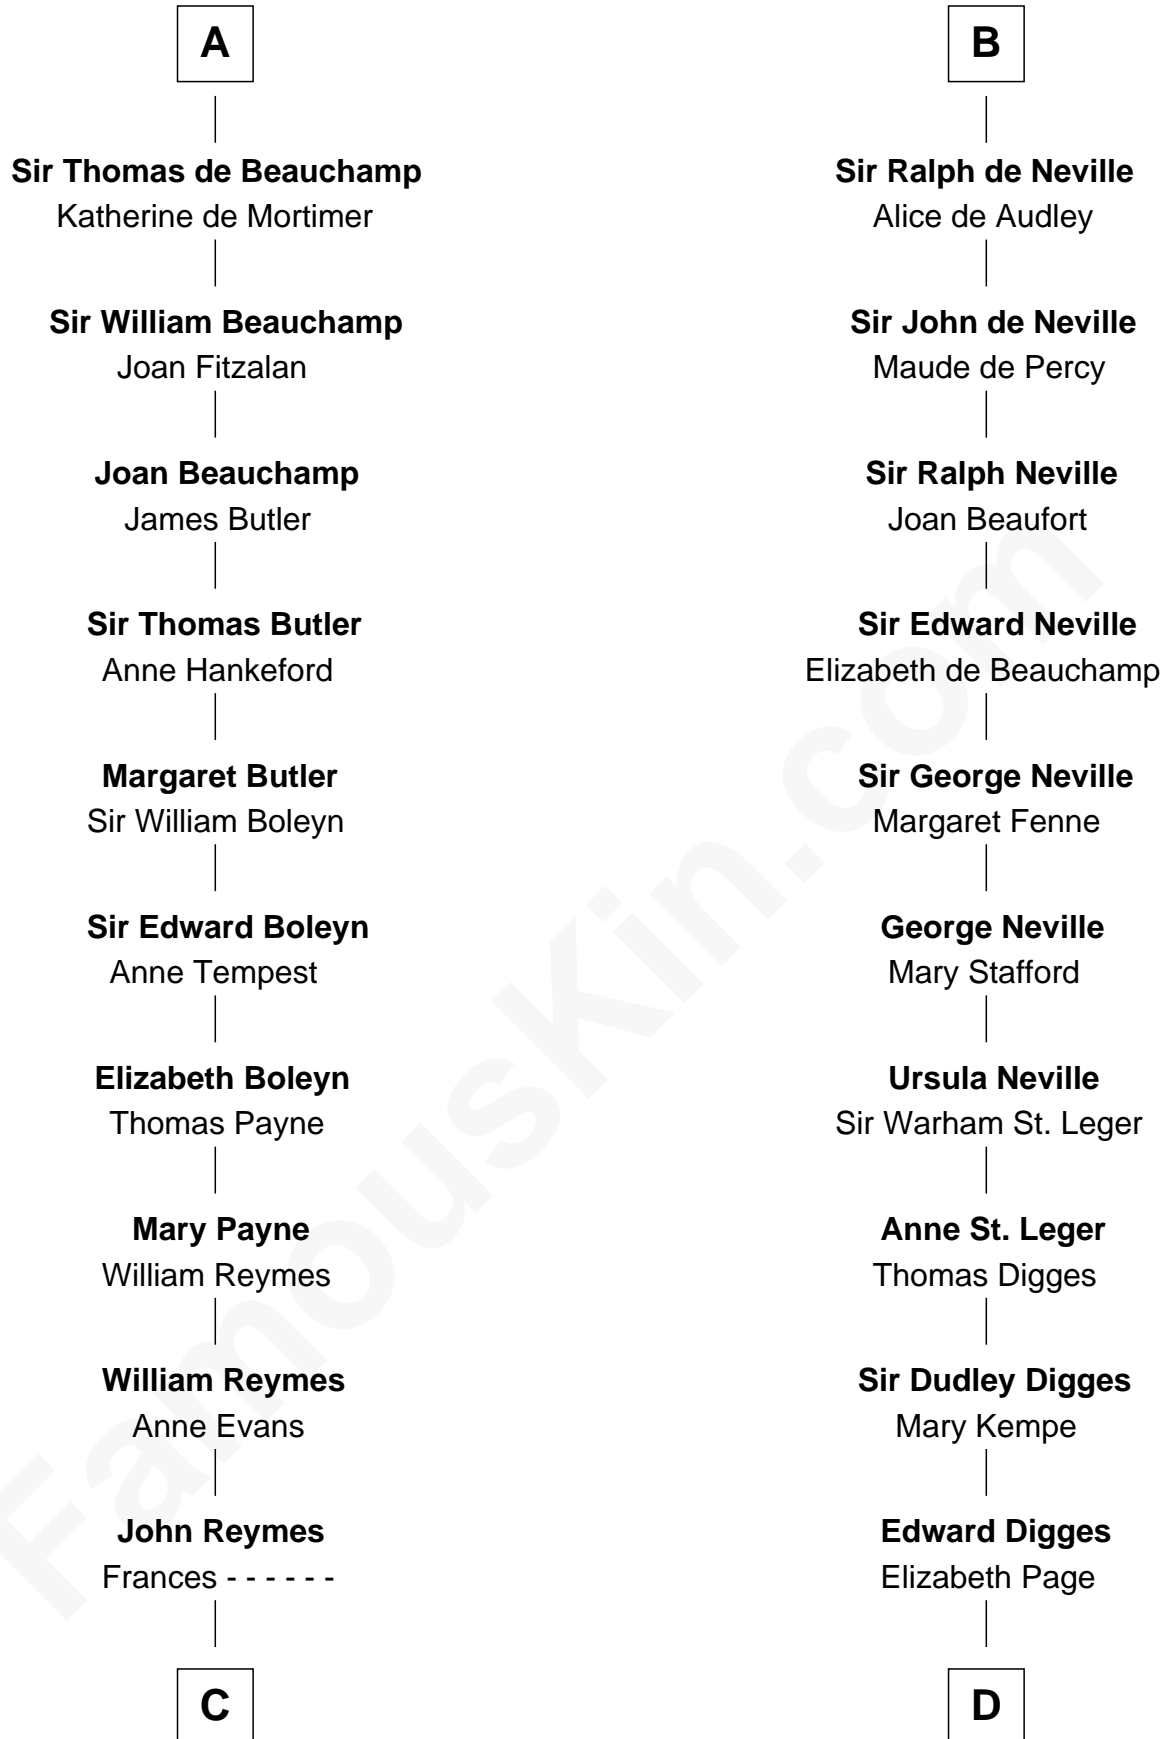 A
Sir Thomas de Beauchamp
Katherine de Mortimer
Sir William Beauchamp
Joan Fitzalan
Joan Beauchamp
James Butler
Sir Thomas Butler
Anne Hankeford
Margaret Butler
Sir William Boleyn
Sir Edward Boleyn
Anne Tempest
Elizabeth Boleyn
Thomas Payne
Mary Payne
William Reymes
William Reymes
Anne Evans
John Reymes
Frances - - - - - -
C
B
Sir Ralph de Neville
Alice de Audley
Sir John de Neville
Maude de Percy
Sir Ralph Neville
Joan Beaufort
Sir Edward Neville
Elizabeth de Beauchamp
Sir George Neville
Margaret Fenne
George Neville
Mary Stafford
Ursula Neville
Sir Warham St. Leger
Anne St. Leger
Thomas Digges
Sir Dudley Digges
Mary Kempe
Edward Digges
Elizabeth Page
D
FamousKin.com